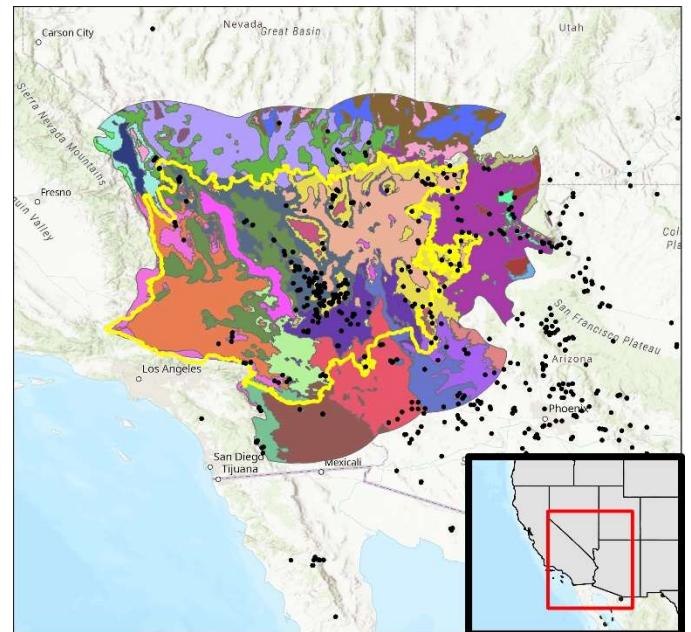 Nevada
Carson City
Great Basin
Utah
Sierra Nevada Mountains
Fresno
quin Valley
Col
Pla
San Francisco Plateau
Los Angeles
Arizona
Phoenix
San Diego
Tijuana
Mexicali
S